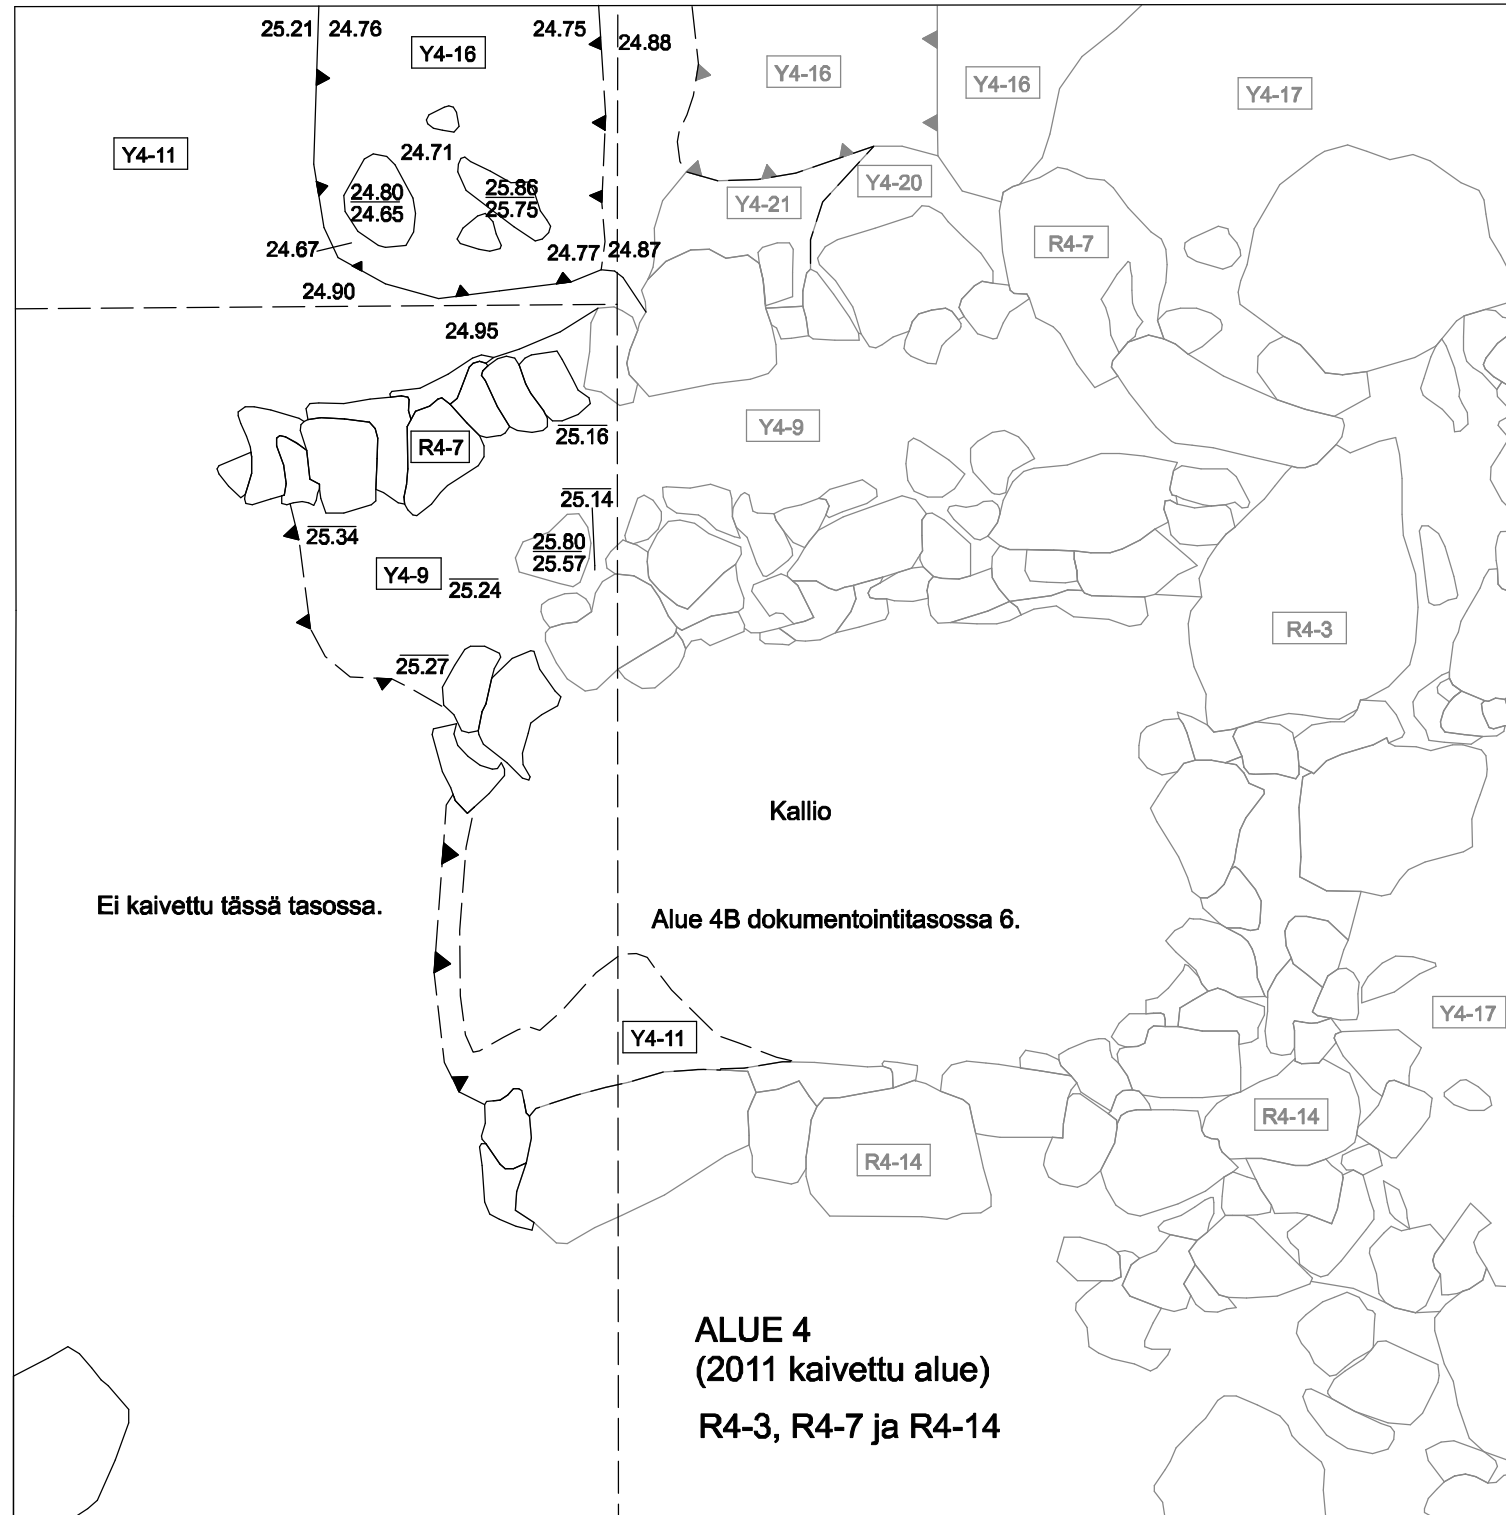 25.21 24.76 24.75 24.88
Y4-16
Y4-16
Y4-16
Y4-17
Y4-11
24.71
24.80
24.65
25.86
25.75
Y4-20
Y4-21
R4-7
24.67
24.77 24.87
24.90
24.95
R4-7
25.16
Y4-9
25.14
25.34
25.80
25.57
Y4-9
25.24
R4-3
25.27
Kallio
Ei kaivettu tässä tasossa.
Alue 4B dokumentointitasossa 6.
Y4-11
Y4-17
R4-14
R4-14
ALUE 4
(2011 kaivettu alue)
R4-3, R4-7 ja R4-14